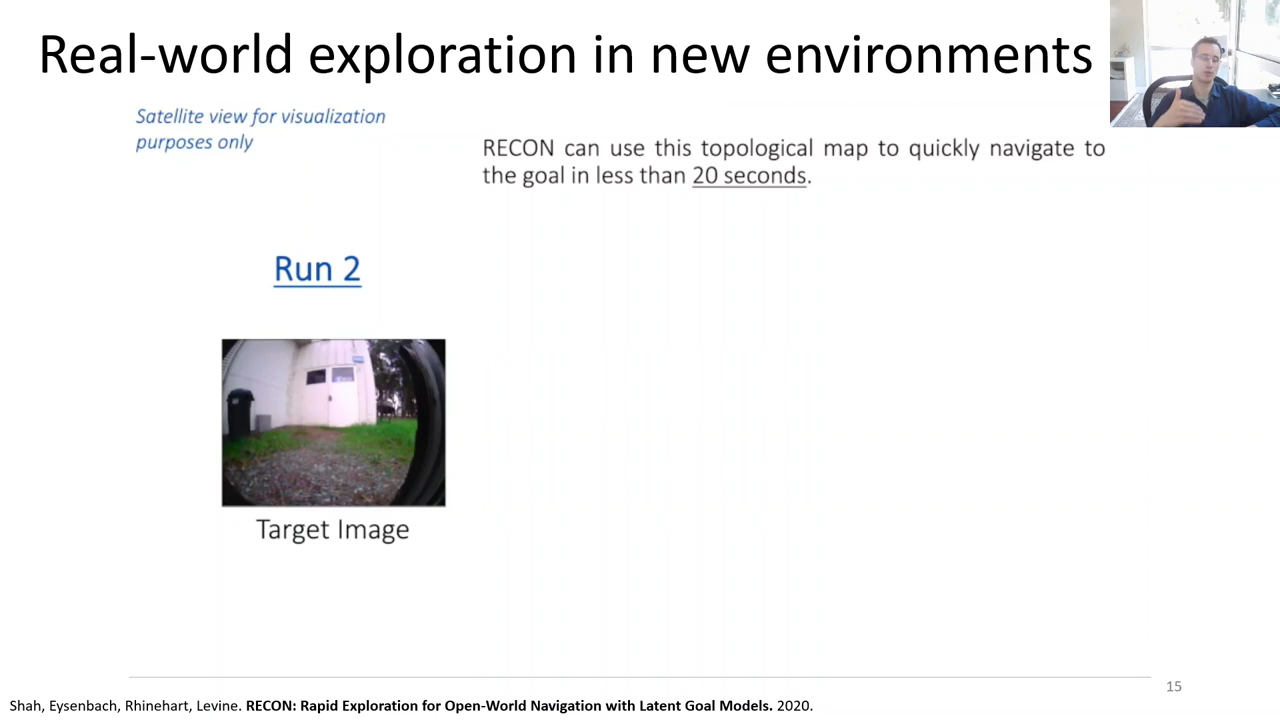 Real-world exploration in new environments
Satellite view for visualization
purposes only
RECON can use this topological map to quickly navigate to
the goal in less than 20 seconds.
Run 2
Target Image
15
Shah, Eysenbach, Rhinehart, Levine. RECON: Rapid Exploration for Open-World Navigation with Latent Goal Models. 2020.